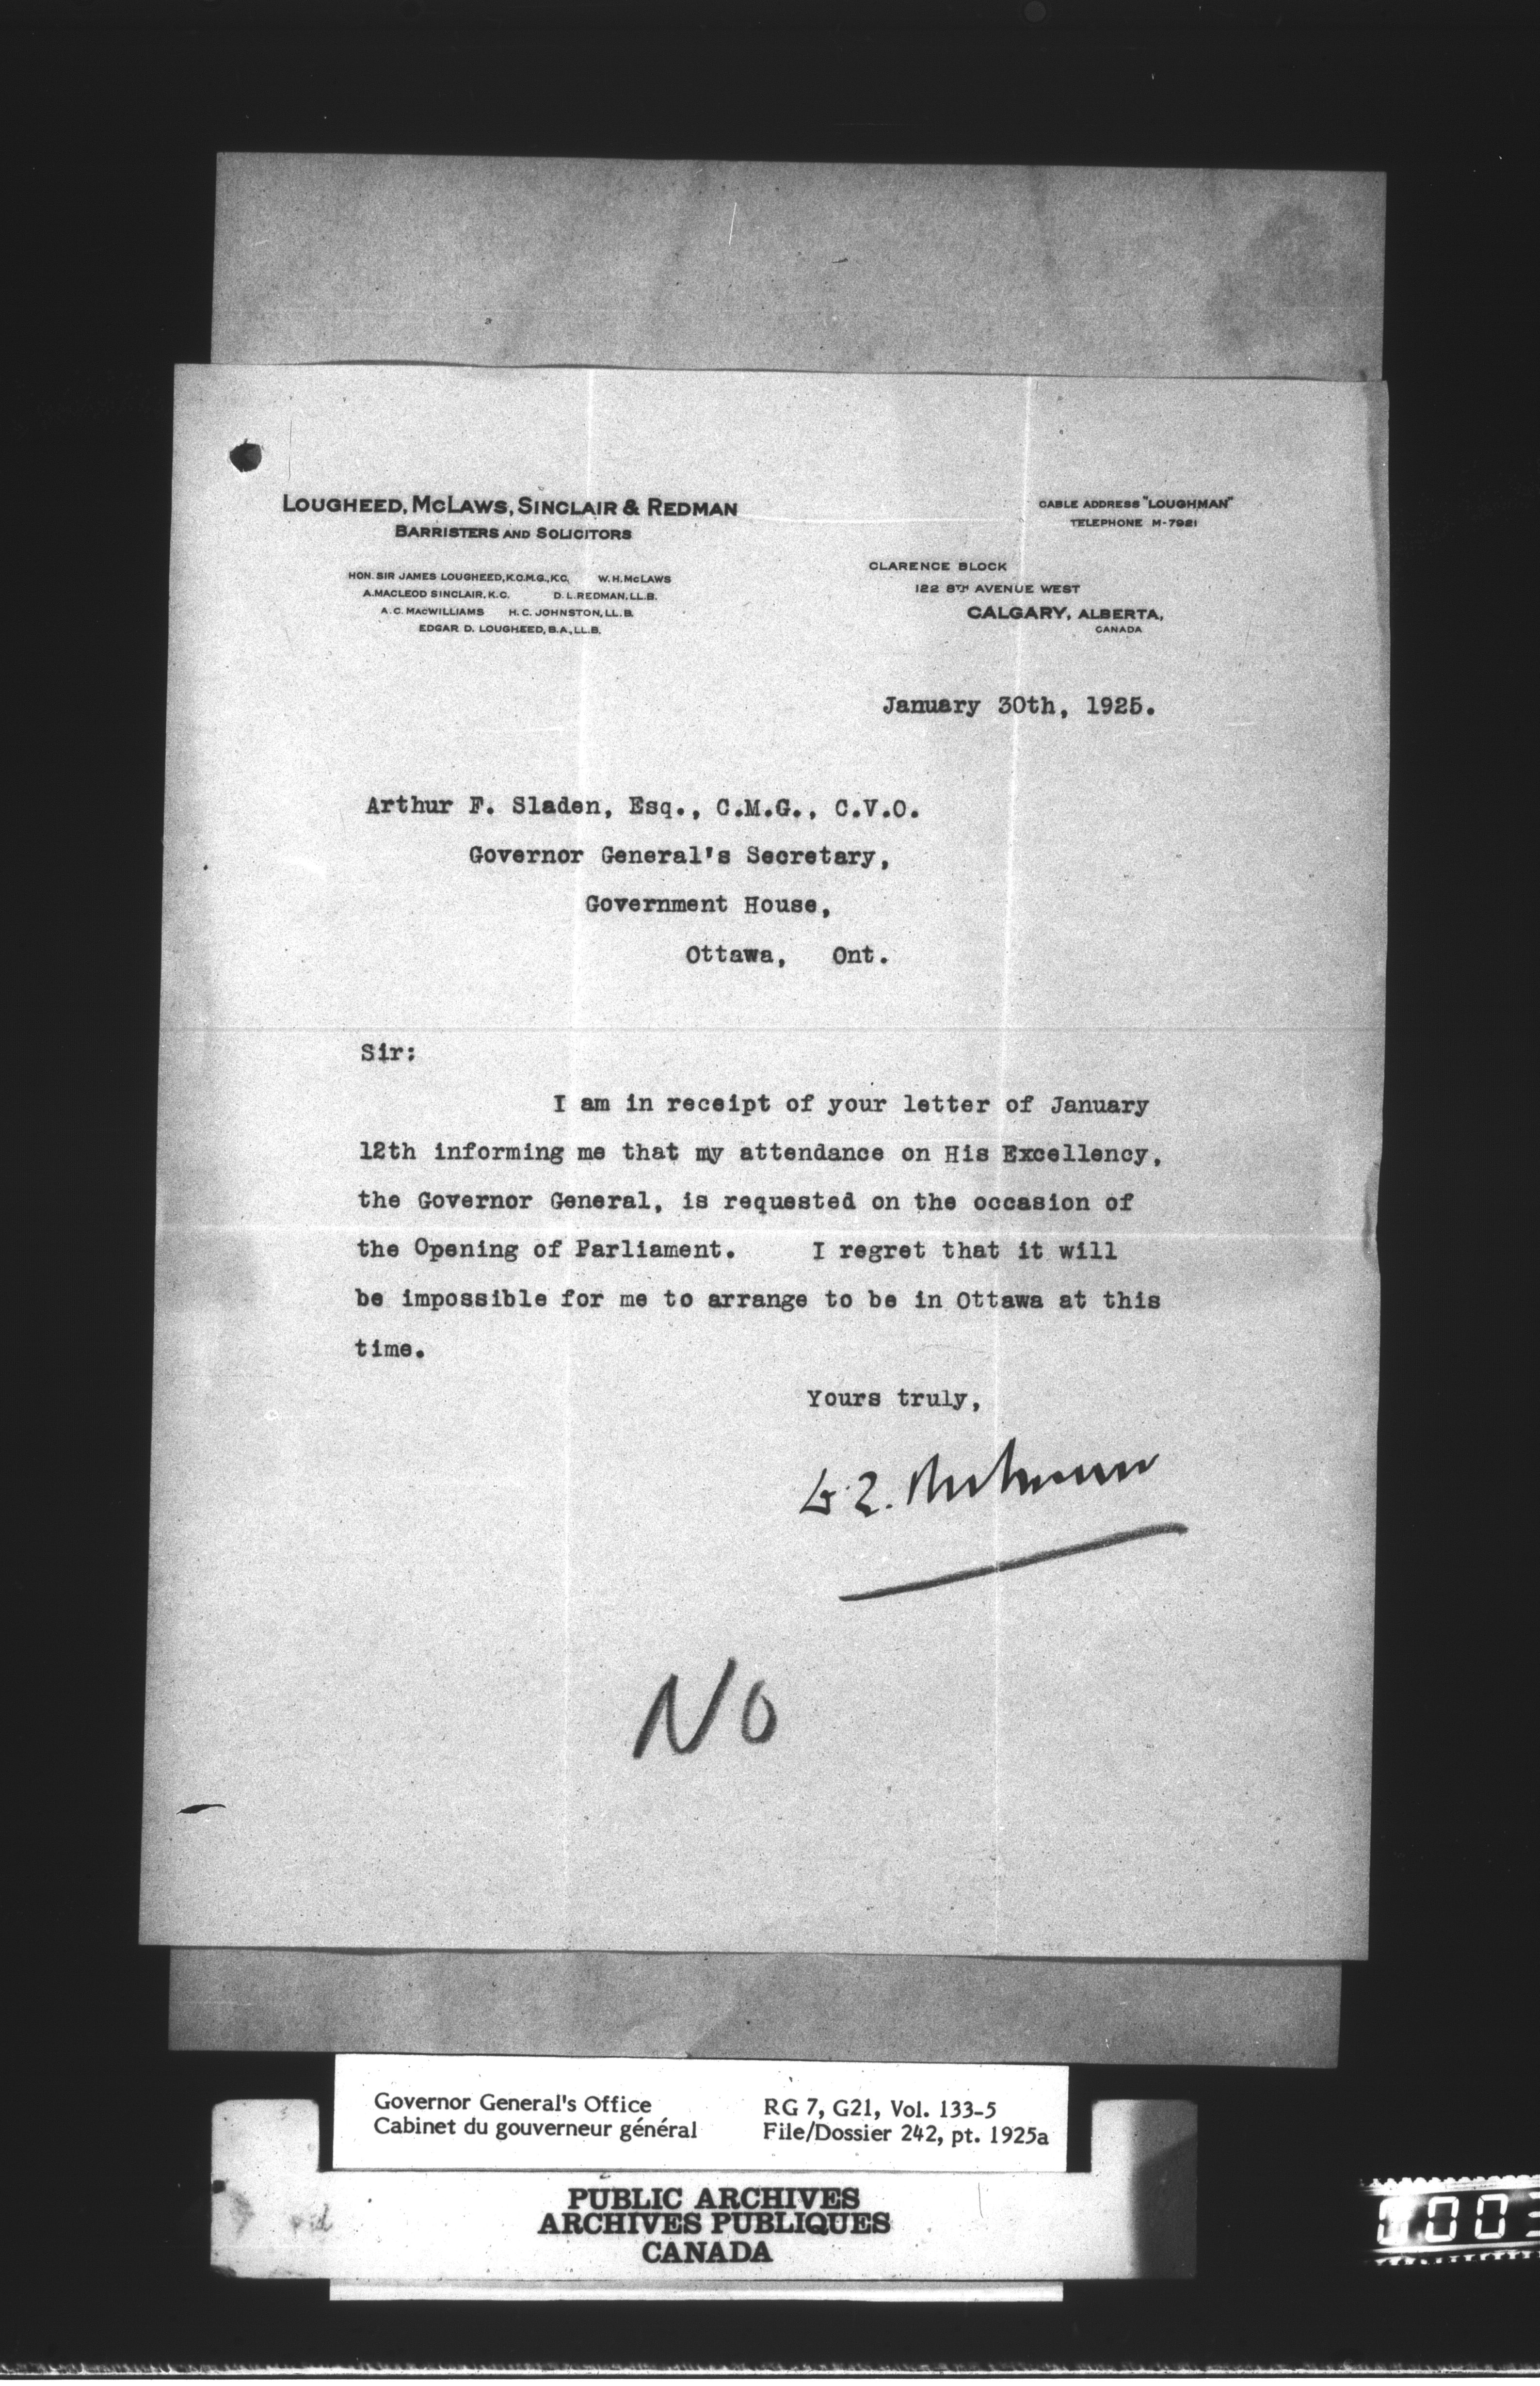 LOUGHEED, McLAWS, SINCLAIR & REDMAN
BARRISTERS AND SOLICITORS
HON. SIR JAMES LOUGHEED, K.C.M.G., K.C. W. H. McLAWS
A. MACLEOD SINCLAIR, K.C. D. L. REDMAN, LL.B.
A. C. MACWILLIAMS H. C. JOHNSTON, LL.B.
EDGAR D. LOUGHEED, B.A., LL.B.
CABLE ADDRESS "LOUGHMAN"
TELEPHONE M-7921
CLARENCE BLOCK
122 8TH AVENUE WEST
CALGARY, ALBERTA,
CANADA
January 30th, 1925.
Arthur F. Sladen, Esq., C.M.G., C.V.O.
Governor General's Secretary,
Government House,
Ottawa, Ont.
Sir:
I am in receipt of your letter of January
12th informing me that my attendance on His Excellency,
the Governor General, is requested on the occasion of
the Opening of Parliament. I regret that it will
be impossible for me to arrange to be in Ottawa at this
time.
Yours truly,
No
Governor General's Office
Cabinet du gouverneur général
RG 7, G21, Vol. 133-5
File/Dossier 242, pt. 1925a
PUBLIC ARCHIVES
ARCHIVES PUBLIQUES
CANADA